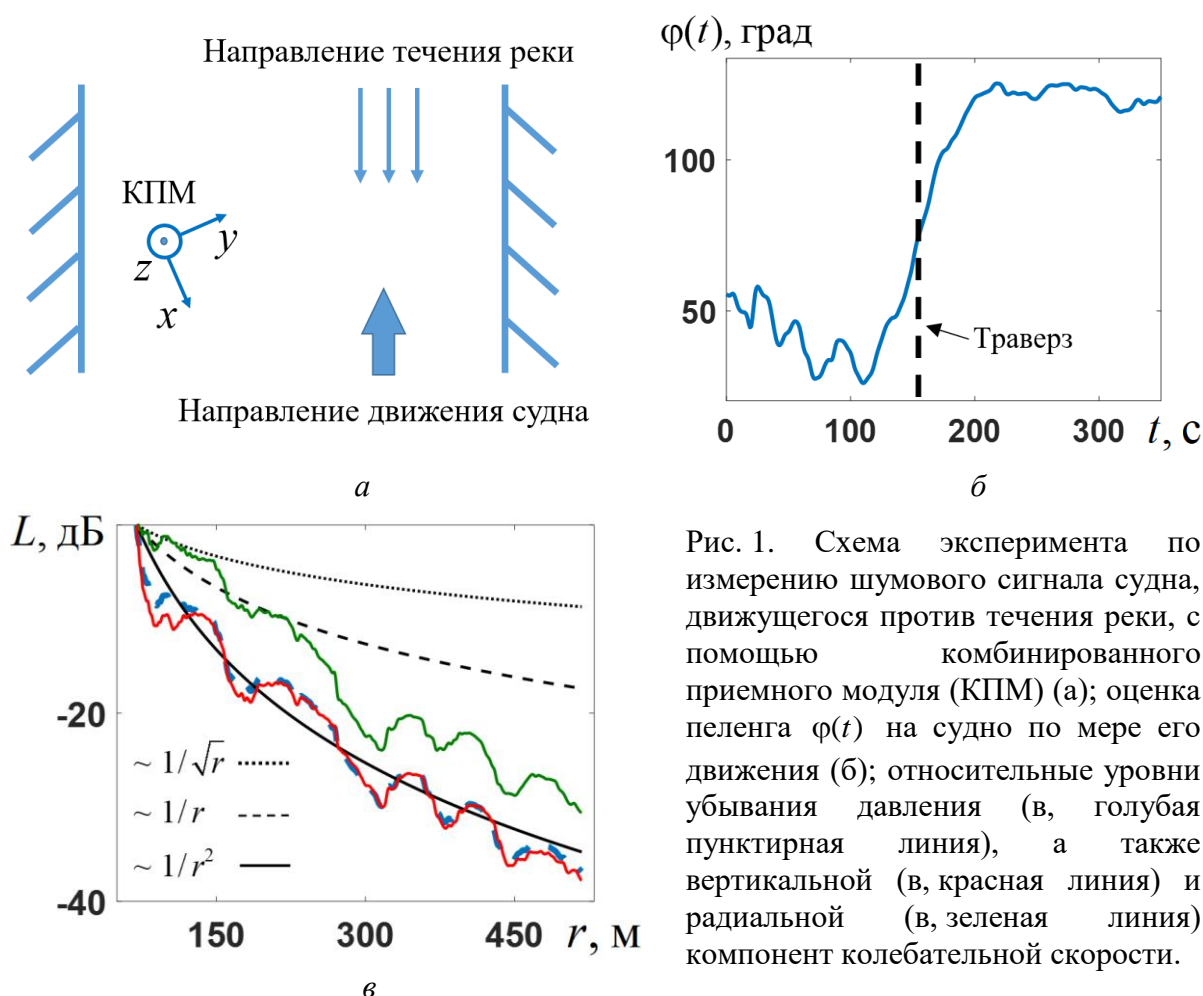 Направление течения реки
КПМ
y
z
x
Направление движения судна
а
φ(t), град
100
50
Траверз
0
100
200
300
t, с
б
L, дБ
-20
-40
~ 1/√r
~ 1/r
~ 1/r²
150
300
450
r, м
в
Рис. 1. Схема эксперимента по
измерению шумового сигнала судна,
движущегося против течения реки, с
помощью комбинированного
приемного модуля (КПМ) (а); оценка
пеленга φ(t) на судно по мере его
движения (б); относительные уровни
убывания давления (в, голубая
пунктирная линия), а также
вертикальной (в, красная линия) и
радиальной (в, зеленая линия)
компонент колебательной скорости.